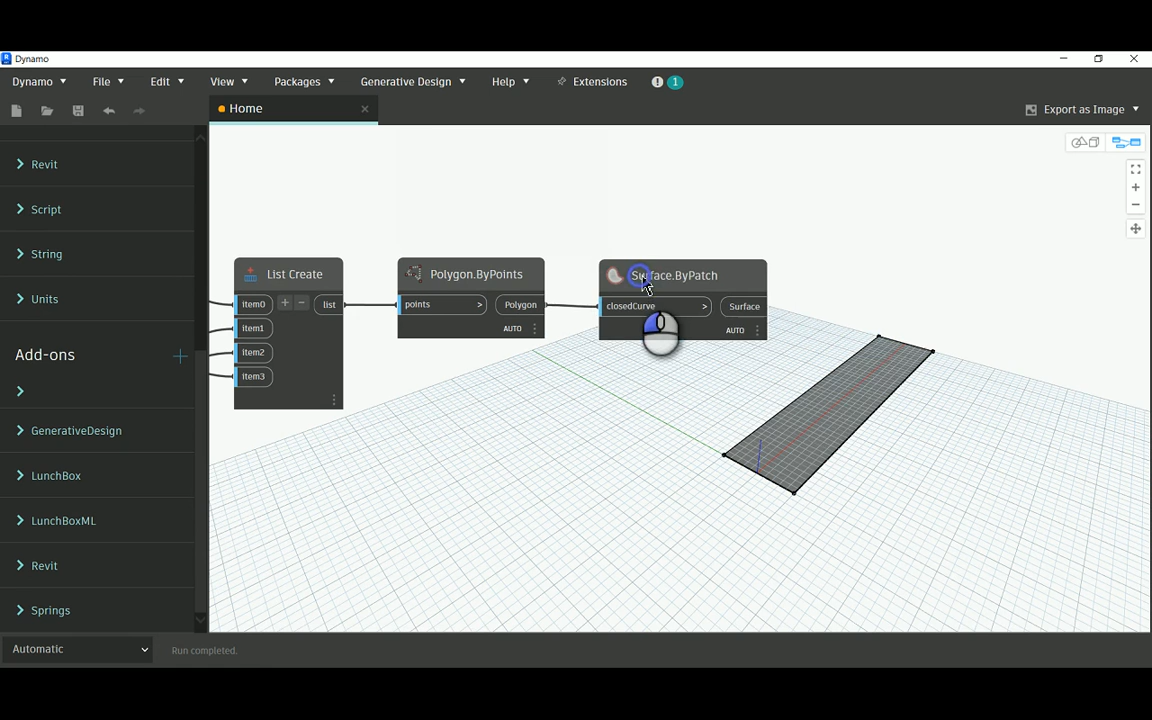 Dynamo
Dynamo File Edit View Packages Generative Design Help Extensions 1
Home
Export as Image
Revit
Script
String
Units
Add-ons
GenerativeDesign
LunchBox
LunchBoxML
Revit
Springs
List Create
item0 + − list
item1
item2
item3
Polygon.ByPoints
points > Polygon
AUTO
Surface.ByPatch
closedCurve > Surface
AUTO
Automatic
Run completed.